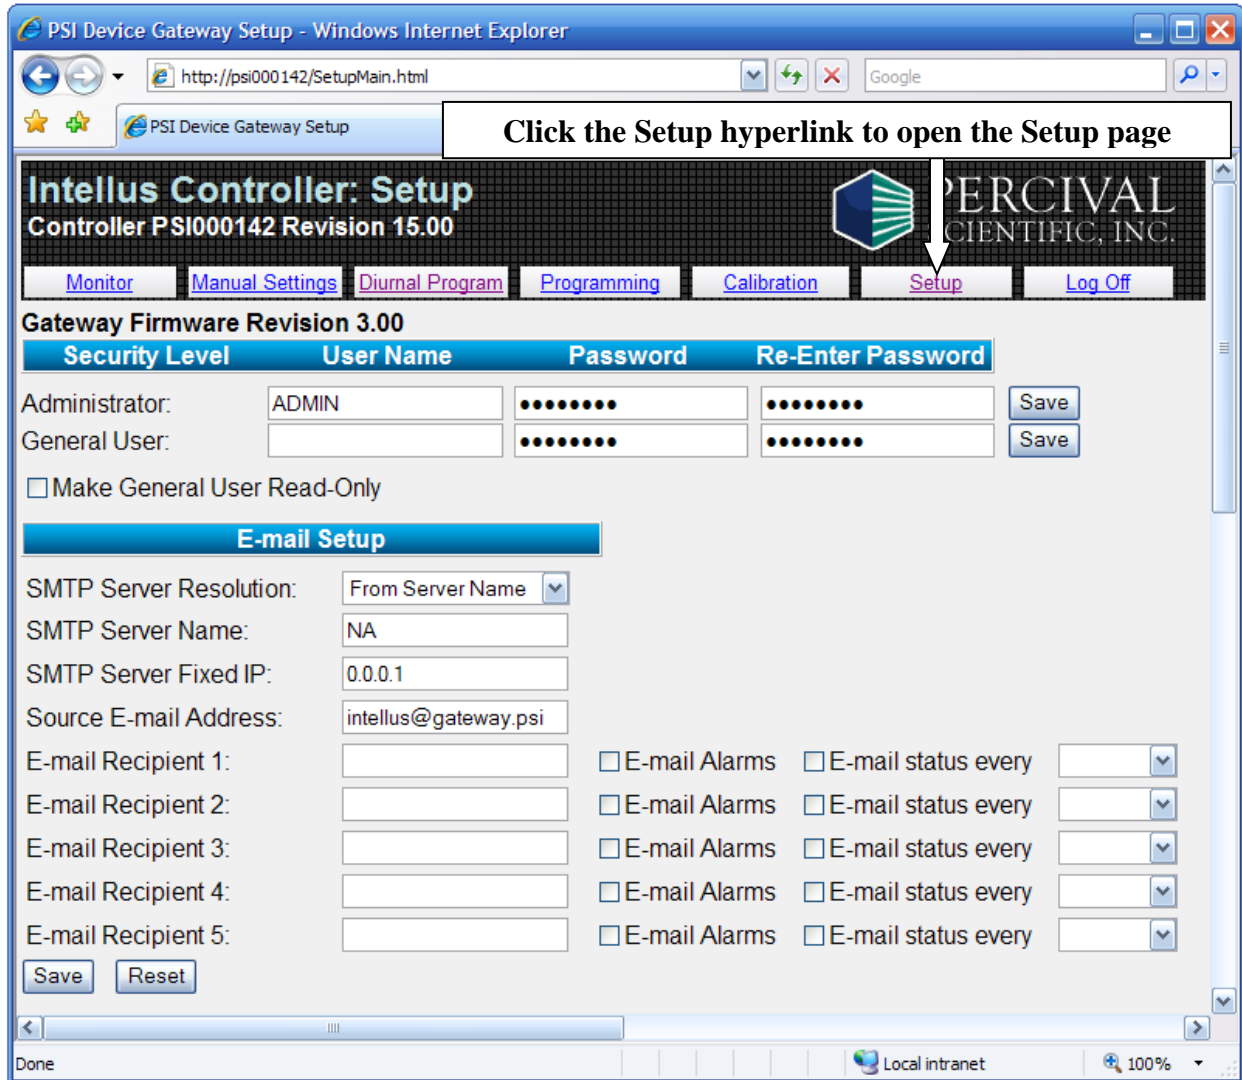 PSI Device Gateway Setup - Windows Internet Explorer
http://psi000142/SetupMain.html
Google
PSI Device Gateway Setup
Click the Setup hyperlink to open the Setup page
Intellus Controller: Setup
Controller PSI000142 Revision 15.00
PERCIVAL
SCIENTIFIC, INC.
Monitor Manual Settings Diurnal Program Programming Calibration Setup Log Off
Gateway Firmware Revision 3.00
Security Level User Name Password Re-Enter Password
Administrator: ADMIN •••••••• •••••••• Save
General User: •••••••• •••••••• Save
Make General User Read-Only
E-mail Setup
SMTP Server Resolution: From Server Name
SMTP Server Name: NA
SMTP Server Fixed IP: 0.0.0.1
Source E-mail Address: intellus@gateway.psi
E-mail Recipient 1: E-mail Alarms E-mail status every
E-mail Recipient 2: E-mail Alarms E-mail status every
E-mail Recipient 3: E-mail Alarms E-mail status every
E-mail Recipient 4: E-mail Alarms E-mail status every
E-mail Recipient 5: E-mail Alarms E-mail status every
Save Reset
Done Local intranet 100%